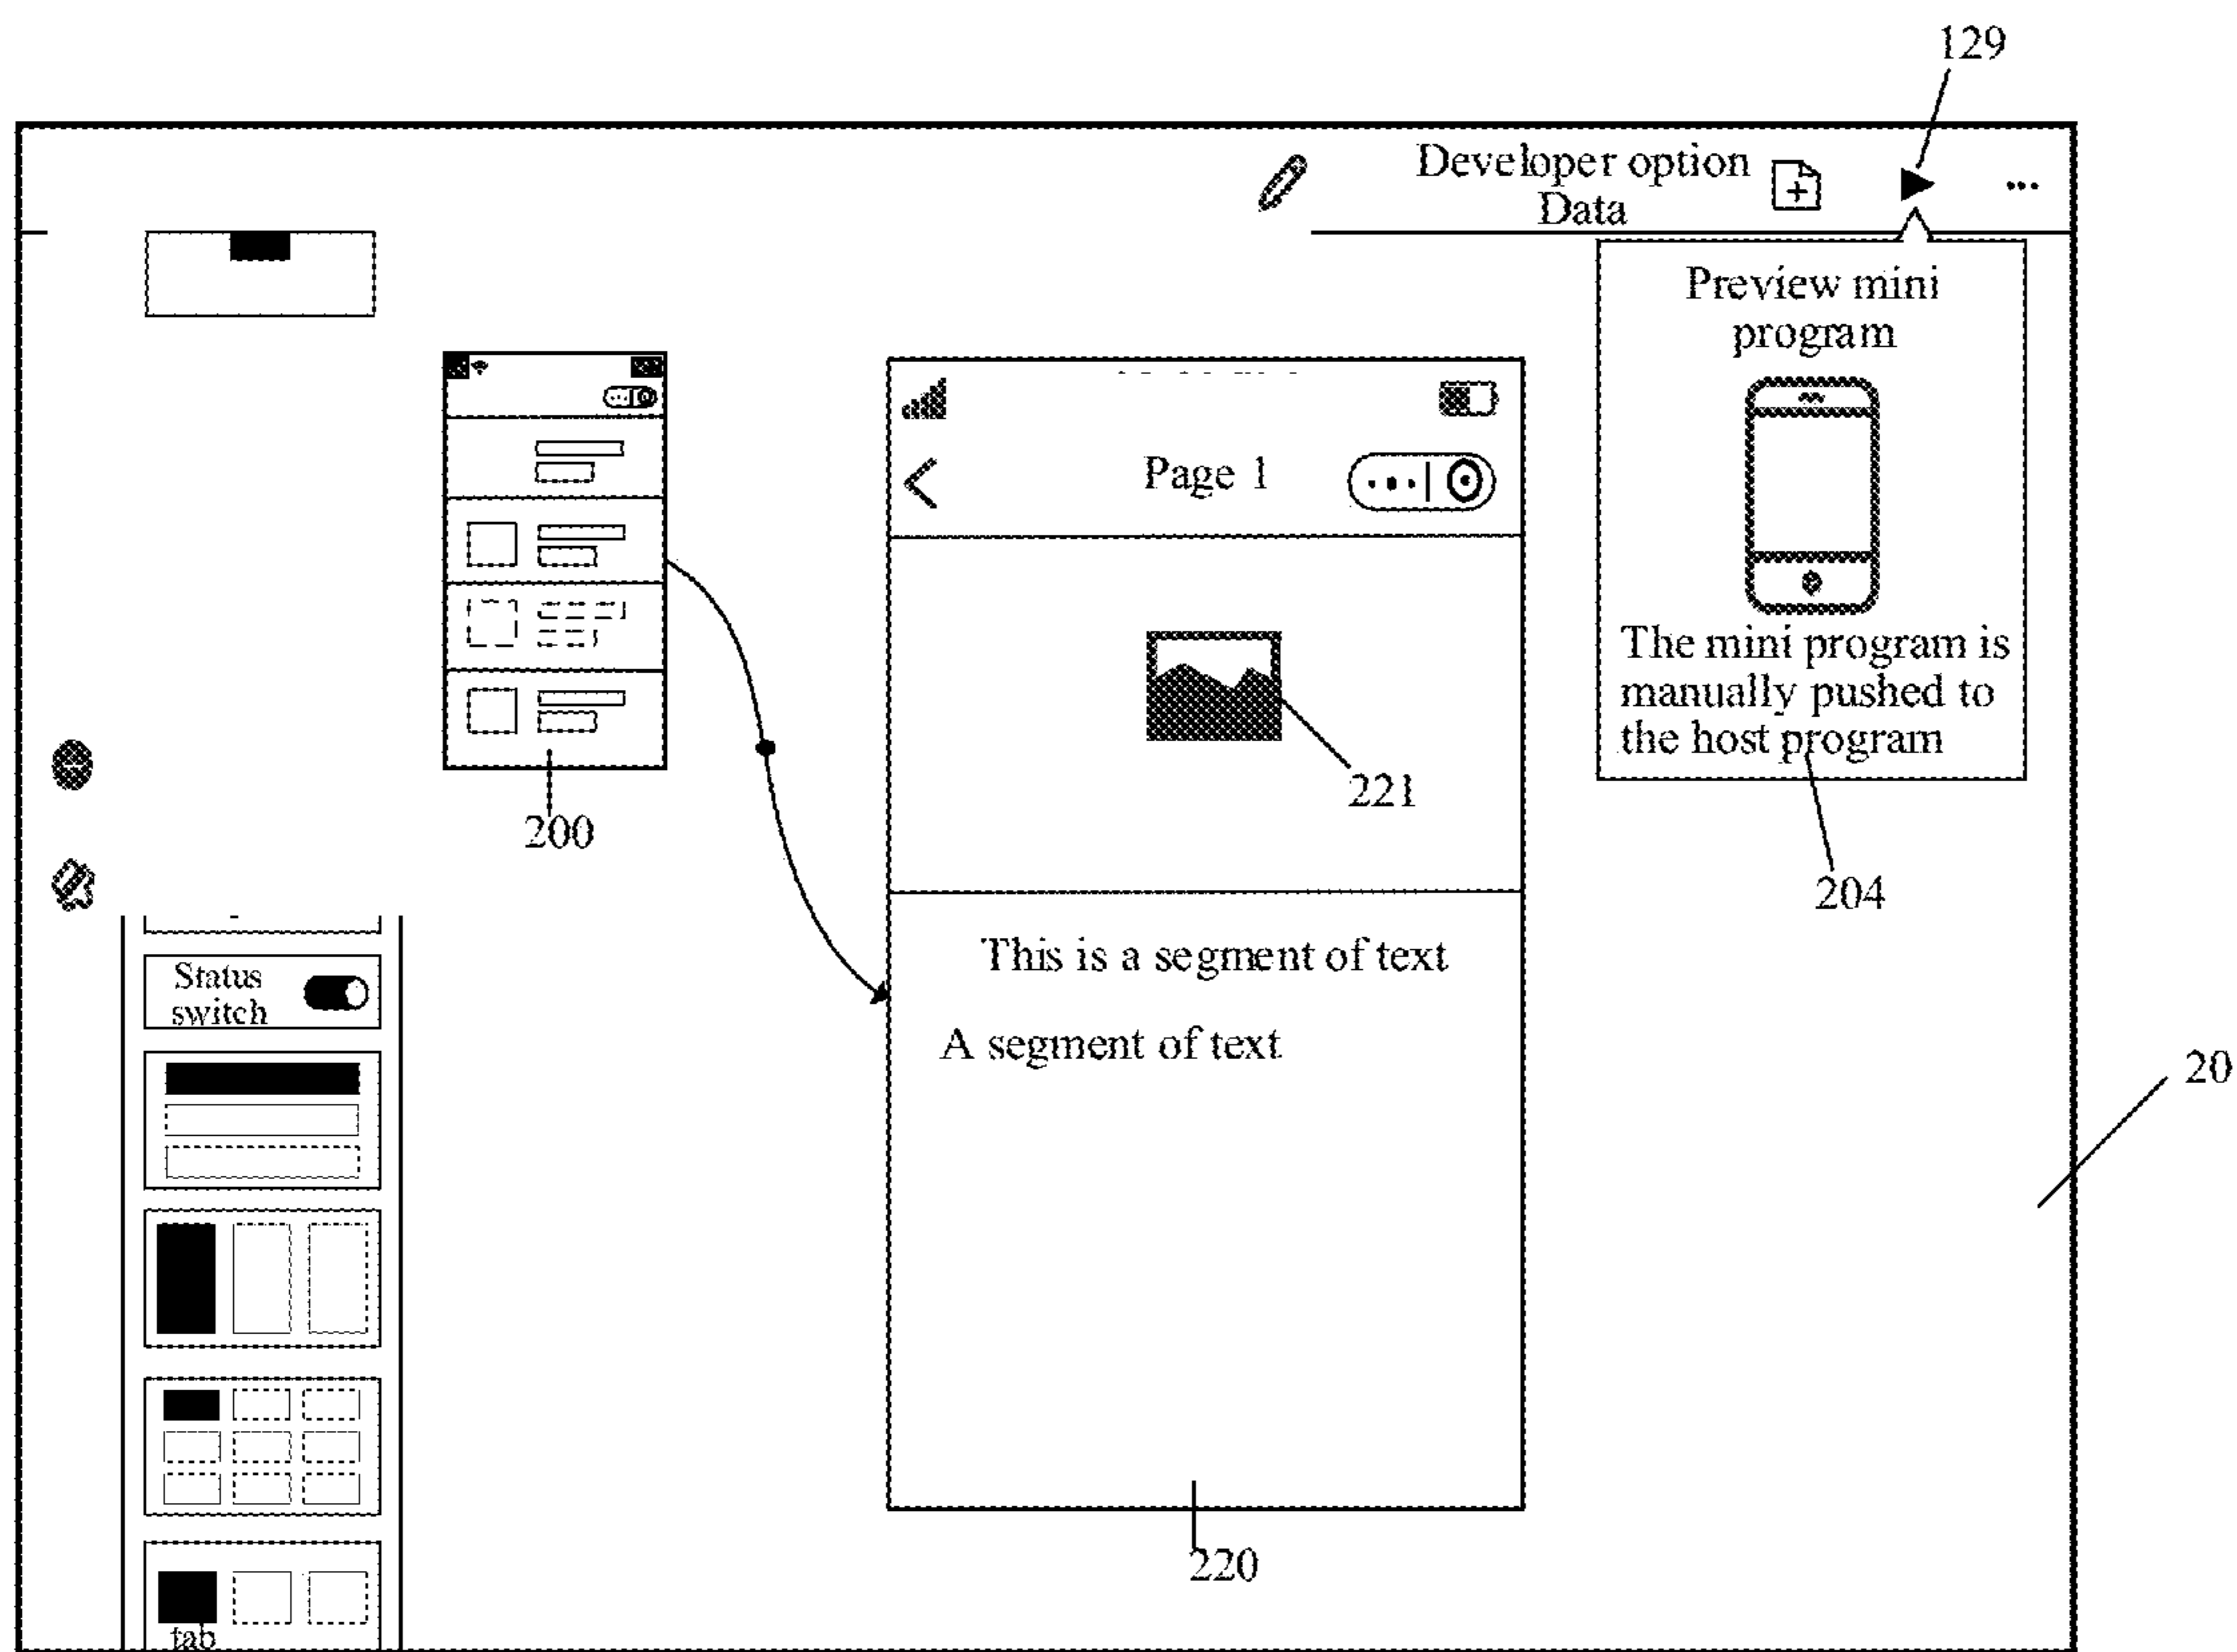 129
Developer option
Data
Preview mini
program
Page 1
The mini program is
manually pushed to
the host program
221
200
204
This is a segment of text
Status
switch
A segment of text
20
220
tab